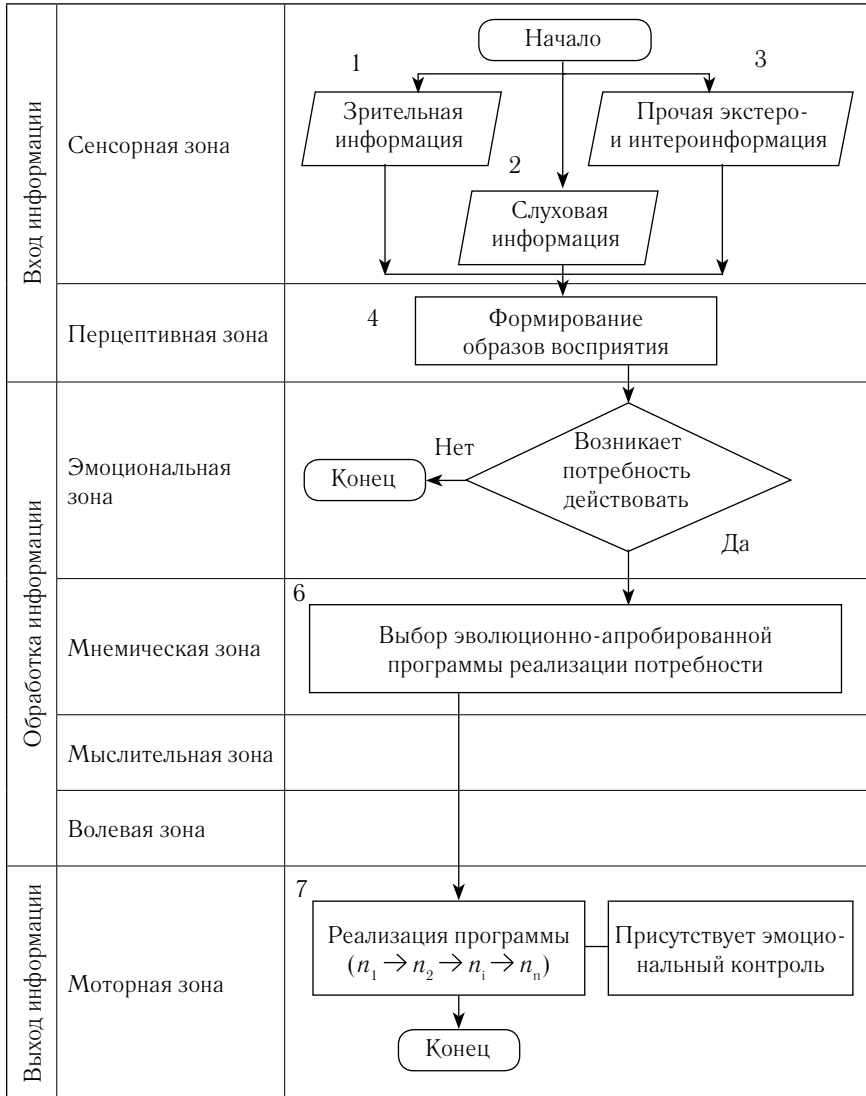 Вход информации
Сенсорная зона
Начало
1
3
Зрительная
информация
Прочая экстеро-
и интероинформация
2
Слуховая
информация
Перцептивная зона
4
Формирование
образов восприятия
Обработка информации
Эмоциональная
зона
Нет
Конец
Возникает
потребность
действовать
Да
Мнемическая зона
6
Выбор эволюционно-апробированной
программы реализации потребности
Мыслительная зона
Волевая зона
Выход информации
Моторная зона
7
Реализация программы
(n₁ → n₂ → nᵢ → nₙ)
Присутствует эмоцио-
нальный контроль
Конец